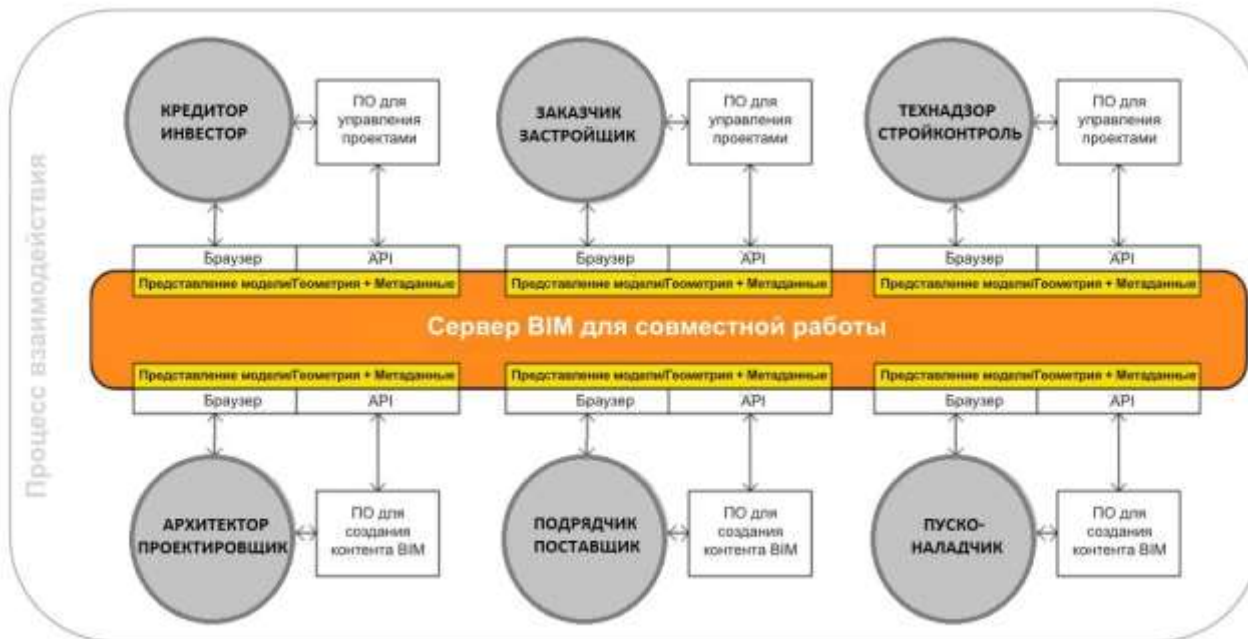 Процесс взаимодействия
КРЕДИТОР
ИНВЕСТОР
ПО для
управления
проектами
ЗАКАЗЧИК
ЗАСТРОЙЩИК
ПО для
управления
проектами
ТЕХНАДЗОР
СТРОЙКОНТРОЛЬ
ПО для
управления
проектами
Браузер
API
Браузер
API
Браузер
API
Представление модели/Геометрия + Метаданные
Представление модели/Геометрия + Метаданные
Представление модели/Геометрия + Метаданные
Сервер BIM для совместной работы
Представление модели/Геометрия + Метаданные
Представление модели/Геометрия + Метаданные
Представление модели/Геометрия + Метаданные
Браузер
API
Браузер
API
Браузер
API
АРХИТЕКТОР
ПРОЕКТИРОВЩИК
ПО для
создания
контента BIM
ПОДРЯДЧИК
ПОСТАВЩИК
ПО для
создания
контента BIM
ПУСКО-
НАЛАДЧИК
ПО для
создания
контента BIM